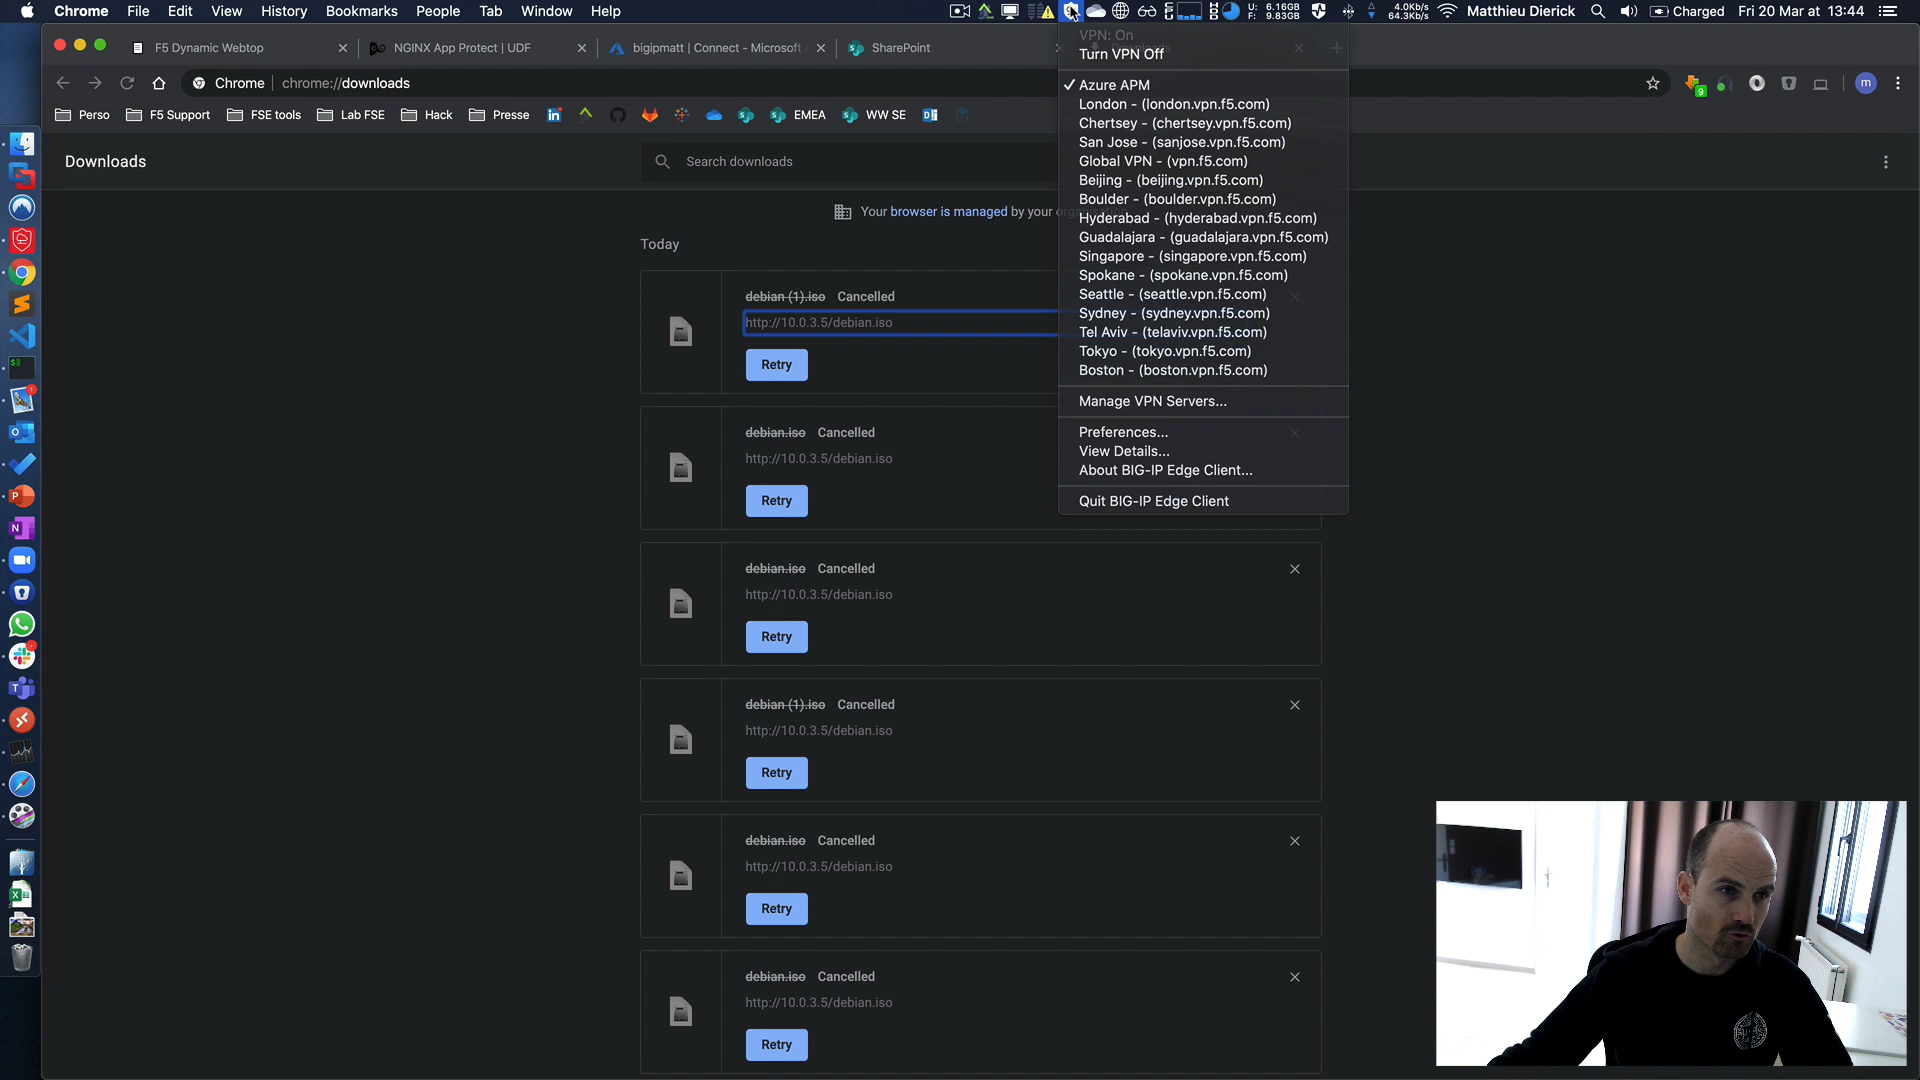 Chrome File Edit View History Bookmarks People Tab Window Help
U: 6.16GB
F: 9.83GB
4.0Kb/s
64.3Kb/s
Matthieu Dierick Charged Fri 20 Mar at 13:44
F5 Dynamic Webtop
NGINX App Protect | UDF
bigipmatt | Connect - Microsoft
SharePoint
Chrome chrome://downloads
9
m
Perso F5 Support FSE tools Lab FSE Hack Presse EMEA WW SE
Downloads
Search downloads
Your browser is managed by your
Today
debian (1).iso Cancelled
http://10.0.3.5/debian.iso
Retry
debian.iso Cancelled
http://10.0.3.5/debian.iso
Retry
debian.iso Cancelled
http://10.0.3.5/debian.iso
Retry
debian (1).iso Cancelled
http://10.0.3.5/debian.iso
Retry
debian.iso Cancelled
http://10.0.3.5/debian.iso
Retry
debian.iso Cancelled
http://10.0.3.5/debian.iso
Retry
VPN: On
Turn VPN Off
Azure APM
London - (london.vpn.f5.com)
Chertsey - (chertsey.vpn.f5.com)
San Jose - (sanjose.vpn.f5.com)
Global VPN - (vpn.f5.com)
Beijing - (beijing.vpn.f5.com)
Boulder - (boulder.vpn.f5.com)
Hyderabad - (hyderabad.vpn.f5.com)
Guadalajara - (guadalajara.vpn.f5.com)
Singapore - (singapore.vpn.f5.com)
Spokane - (spokane.vpn.f5.com)
Seattle - (seattle.vpn.f5.com)
Sydney - (sydney.vpn.f5.com)
Tel Aviv - (telaviv.vpn.f5.com)
Tokyo - (tokyo.vpn.f5.com)
Boston - (boston.vpn.f5.com)
Manage VPN Servers...
Preferences...
View Details...
About BIG-IP Edge Client...
Quit BIG-IP Edge Client